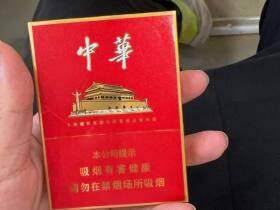 中華
本公司提示
吸烟有害健康
请勿在禁烟场所吸烟